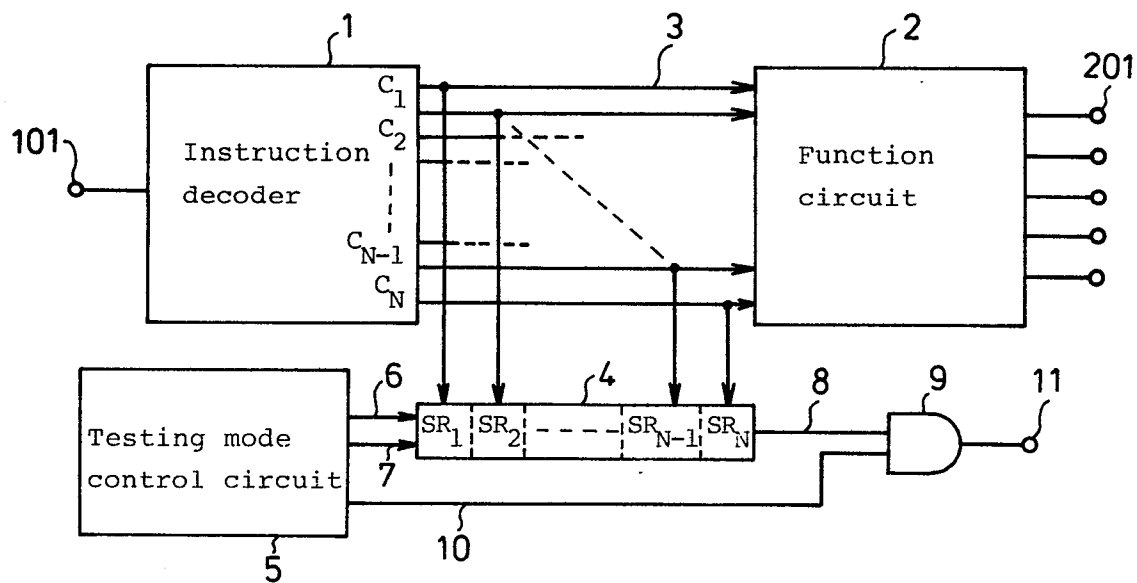 1
3
2
201
101
Instruction
decoder
C1
C2
CN-1
CN
Function
circuit
6
4
8
9
11
SR1
SR2
SRN-1
SRN
7
Testing mode
control circuit
5
10